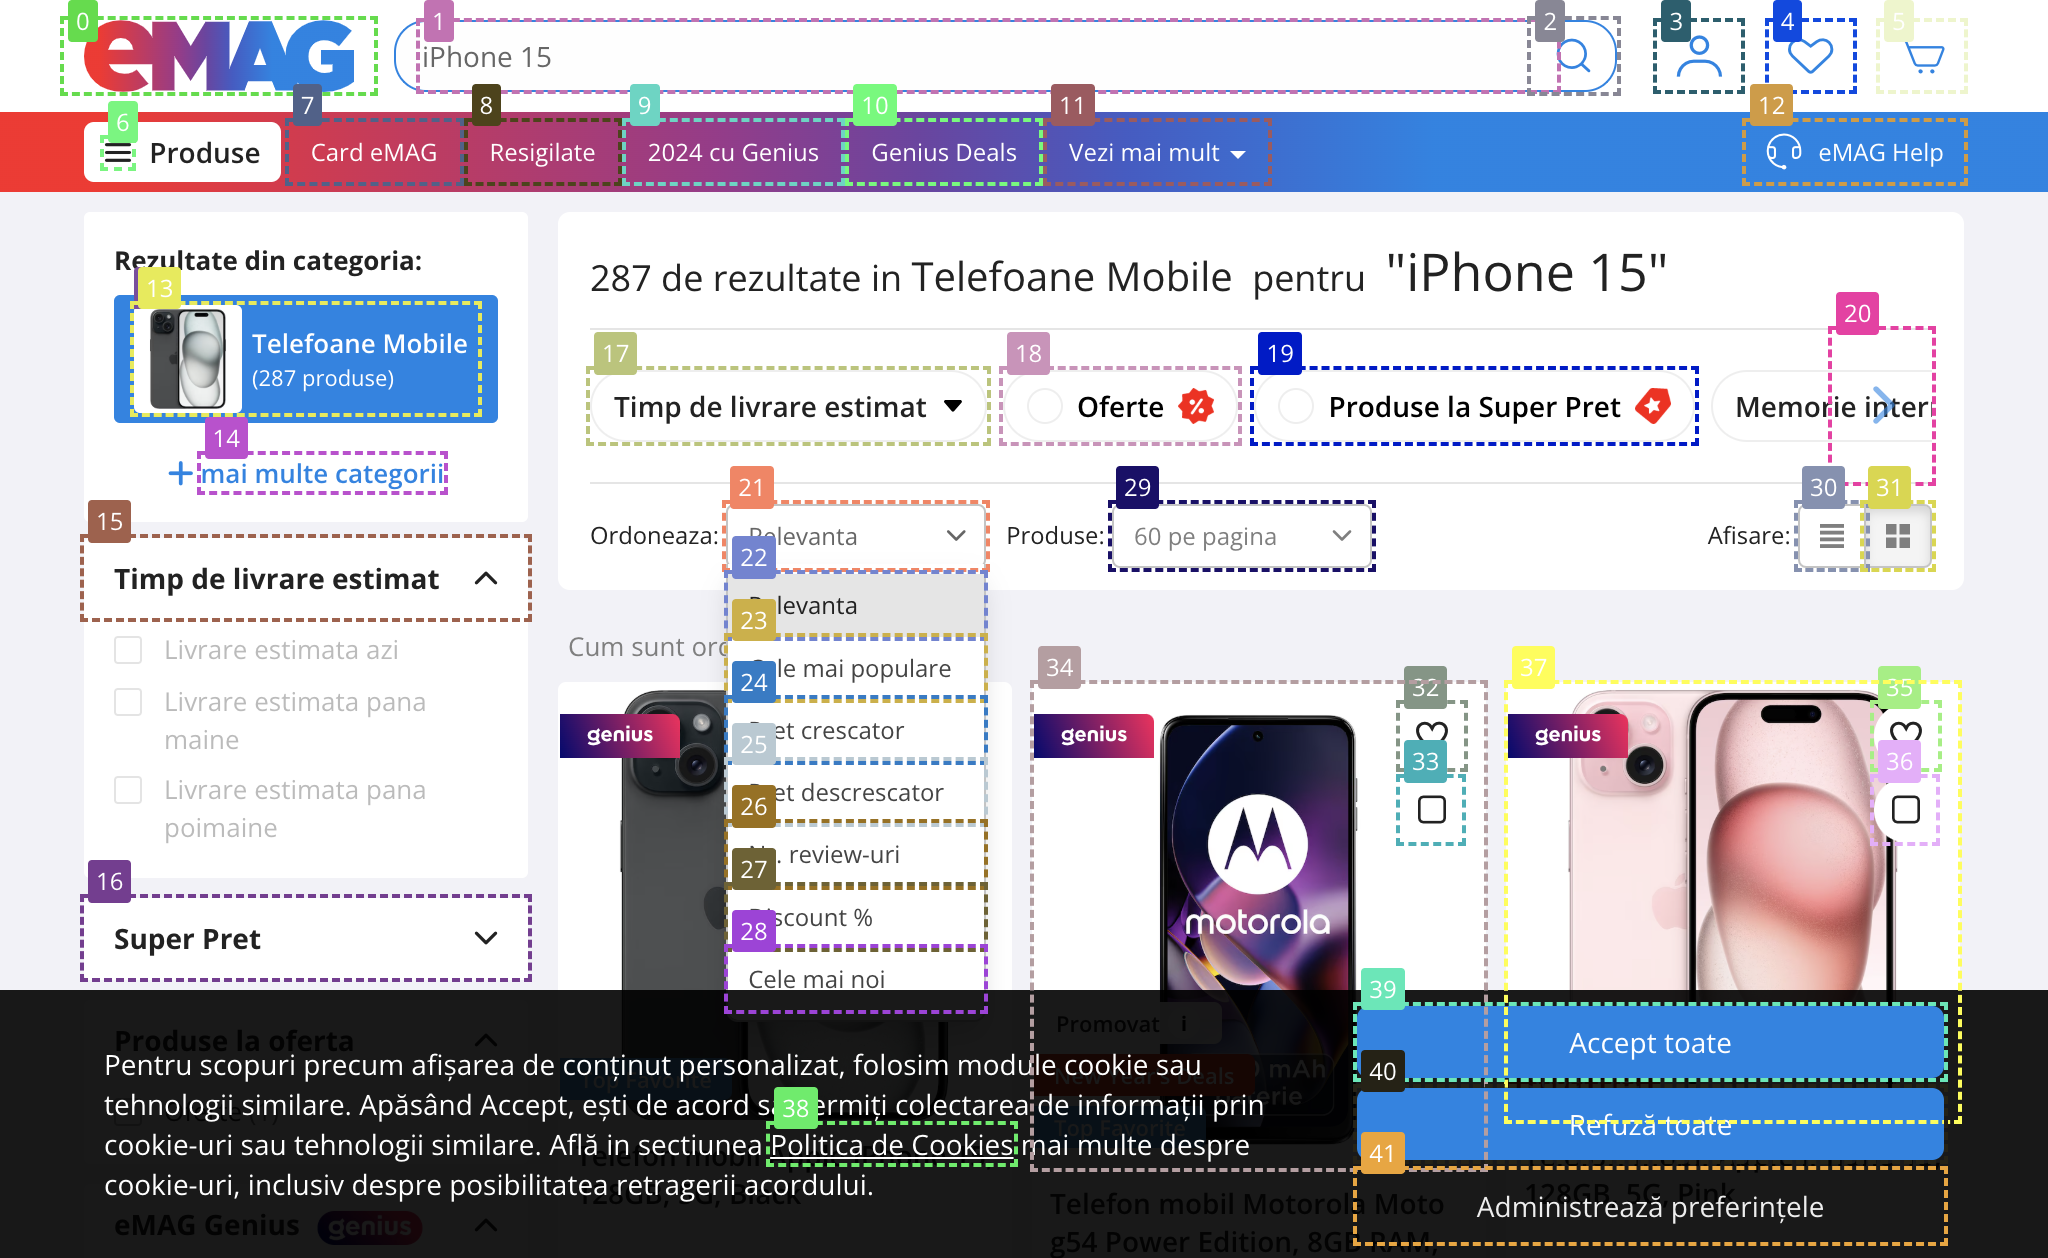 0
1
2
3
4
5
eMAG
iPhone 15
6
7
8
9
10
11
12
Produse
Card eMAG
Resigilate
2024 cu Genius
Genius Deals
Vezi mai mult
eMAG Help
Rezultate din categoria:
13
Telefoane Mobile
(287 produse)
14
mai multe categorii
15
Timp de livrare estimat
Livrare estimata azi
Livrare estimata pana
maine
Livrare estimata pana
poimaine
16
Super Pret
287 de rezultate in Telefoane Mobile pentru "iPhone 15"
17
18
19
20
Timp de livrare estimat
Oferte
Produse la Super Pret
Memorie inter
21
29
30
31
Ordoneaza:
Relevanta
Produse:
60 pe pagina
Afisare:
22
Relevanta
23
Cele mai populare
24
Pret crescator
25
Pret descrescator
26
Nr. review-uri
27
Discount %
28
Cele mai noi
Cum sunt ord
34
32
33
37
35
36
genius
genius
genius
motorola
Promovat i
New Year's Deals
mAh
erie
Top Favorite
Top Favorite
Produse la oferta
39
Accept toate
40
Refuză toate
41
Administrează preferințele
Pentru scopuri precum afișarea de conținut personalizat, folosim module cookie sau
tehnologii similare. Apăsând Accept, ești de acord să permiți colectarea de informații prin
38
cookie-uri sau tehnologii similare. Află in sectiunea Politica de Cookies mai multe despre
cookie-uri, inclusiv despre posibilitatea retragerii acordului.
128GB, 5G, Black
128GB, 5G, Pink
Telefon mobil Motorola Moto
g54 Power Edition, 8GB RAM,
eMAG Genius genius